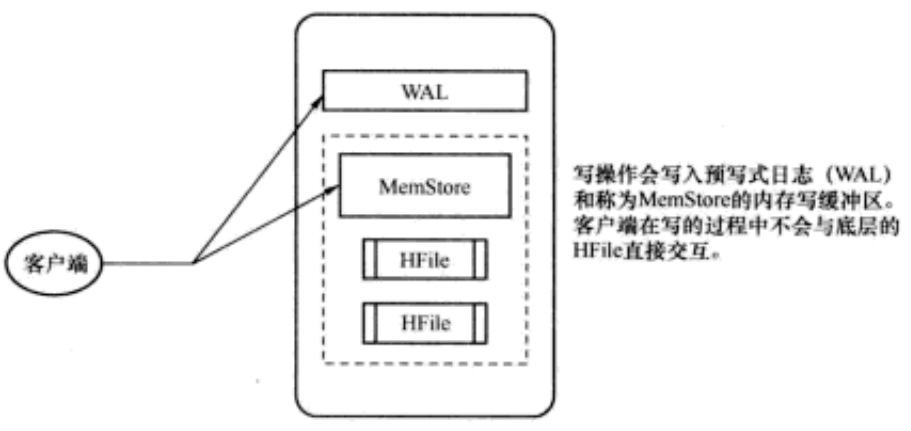 WAL
MemStore
客户端
HFile
HFile
写操作会写入预写式日志（WAL）
和称为MemStore的内存写缓冲区。
客户端在写的过程中不会与底层的
HFile直接交互。